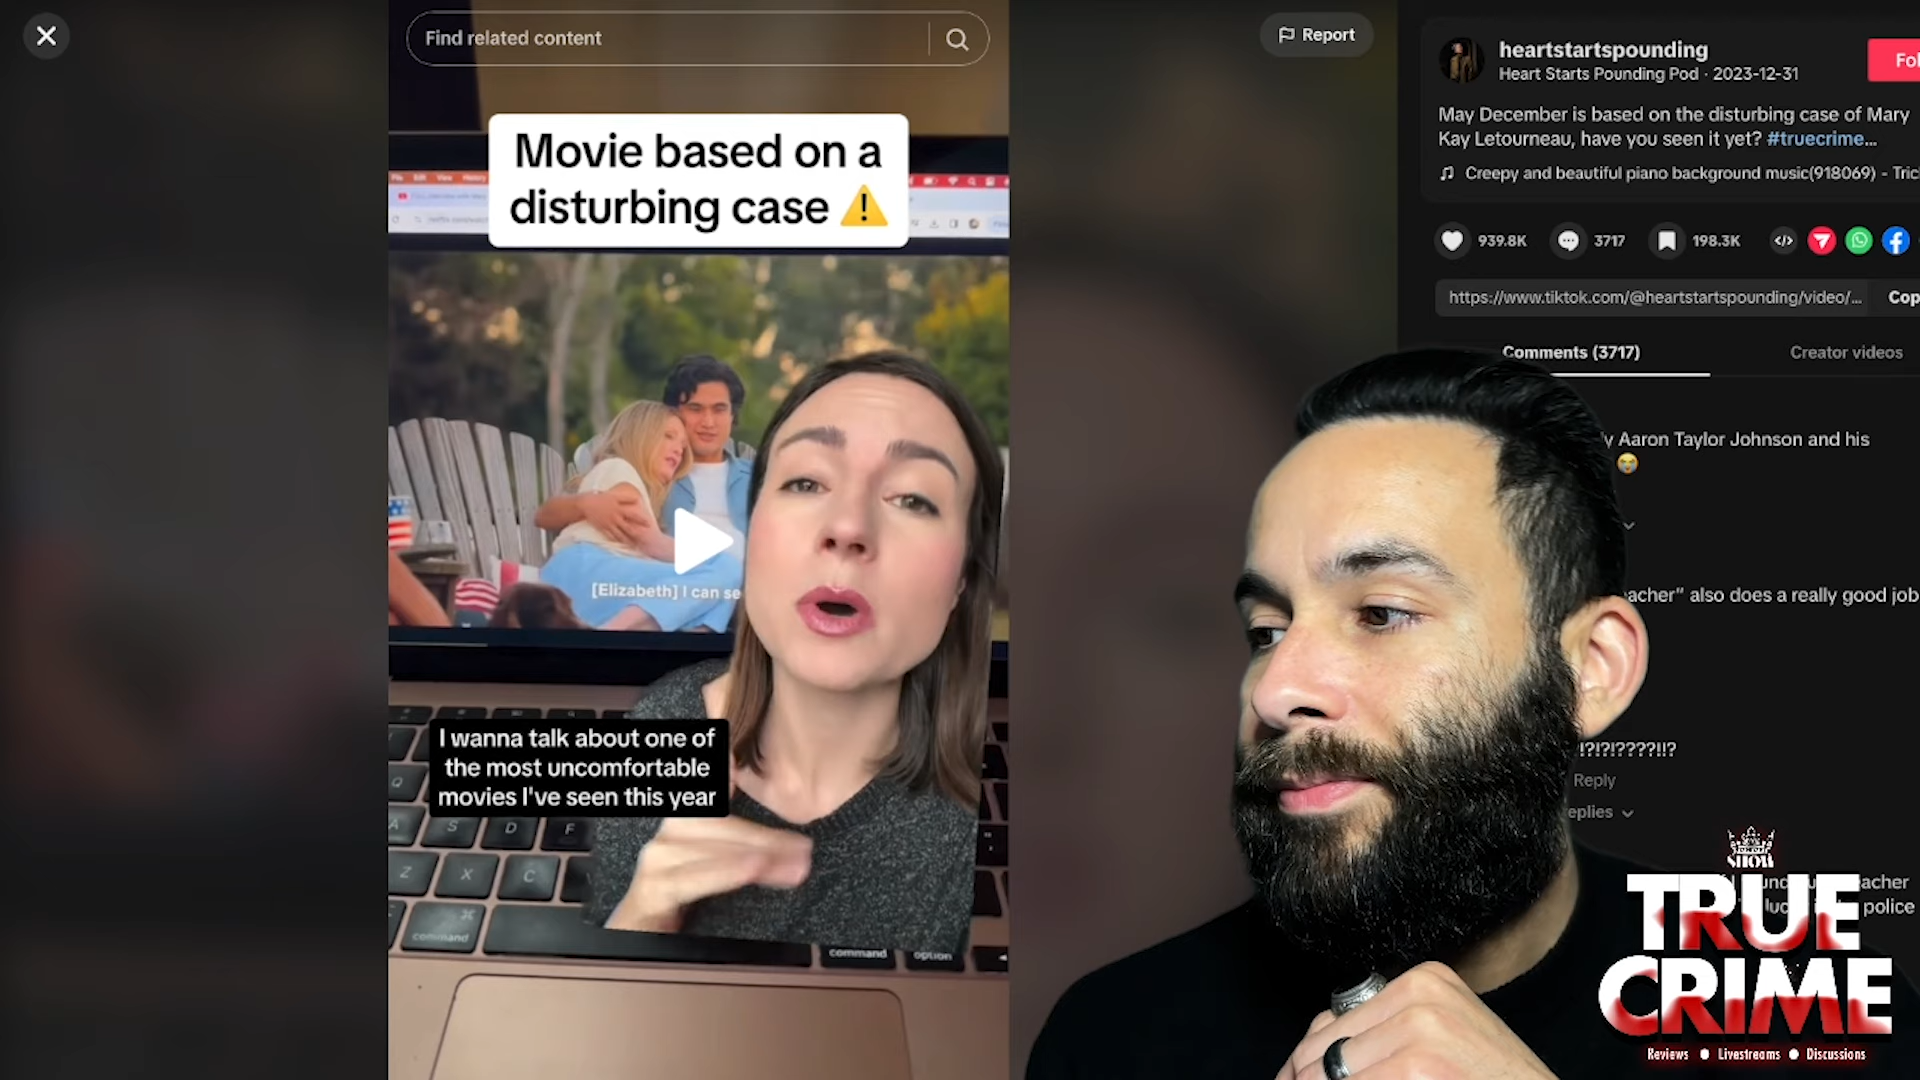 Find related content
Report
Movie based on a
disturbing case ⚠️
[Elizabeth] I can se
I wanna talk about one of
the most uncomfortable
movies I've seen this year
Q
A
S
D
F
Z
X
C
command
command
option
heartstartspounding
Heart Starts Pounding Pod · 2023-12-31
Fol
May December is based on the disturbing case of Mary
Kay Letourneau, have you seen it yet? #truecrime...
Creepy and beautiful piano background music(918069) - Tric
939.8K
3717
198.3K
https://www.tiktok.com/@heartstartspounding/video/...
Cop
Comments (3717)
Creator videos
y Aaron Taylor Johnson and his
😭
acher" also does a really good job
!?!?!????!!?
Reply
eplies
acher
police
SHOW
TRUE
CRIME
Reviews ● Livestreams ● Discussions